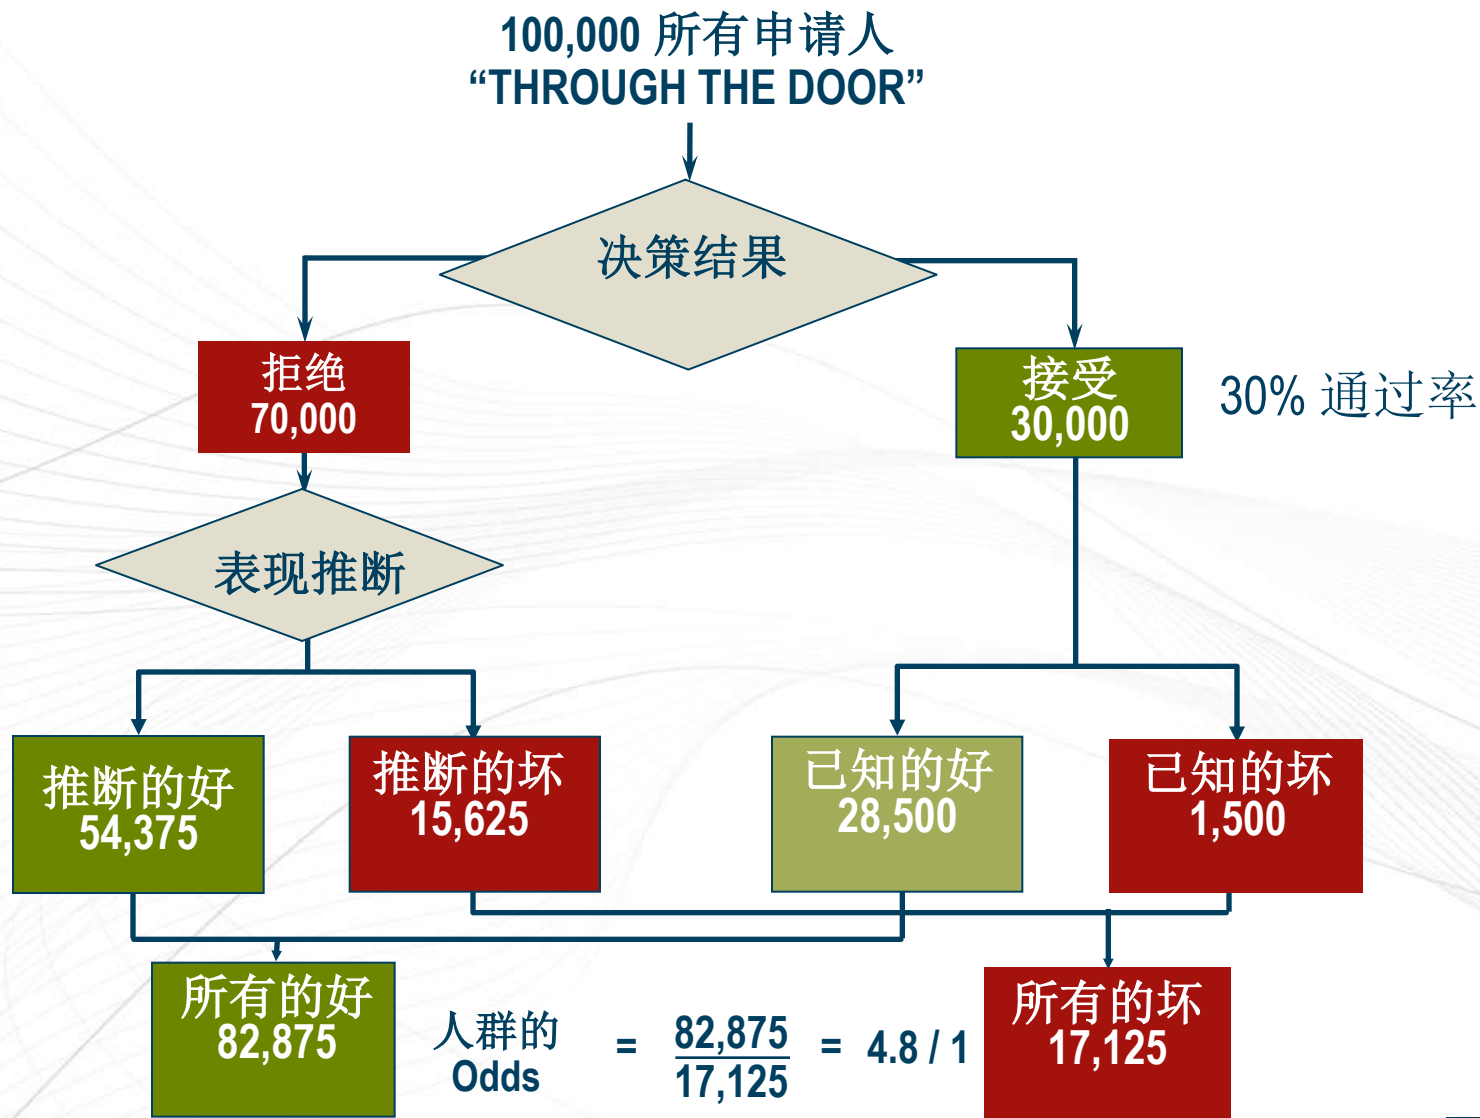 100,000 所有申请人
“THROUGH THE DOOR”
决策结果
拒绝
70,000
接受
30,000
30% 通过率
表现推断
推断的好
54,375
推断的坏
15,625
已知的好
28,500
已知的坏
1,500
所有的好
82,875
人群的
Odds
=
82,875
17,125
= 4.8 / 1
所有的坏
17,125